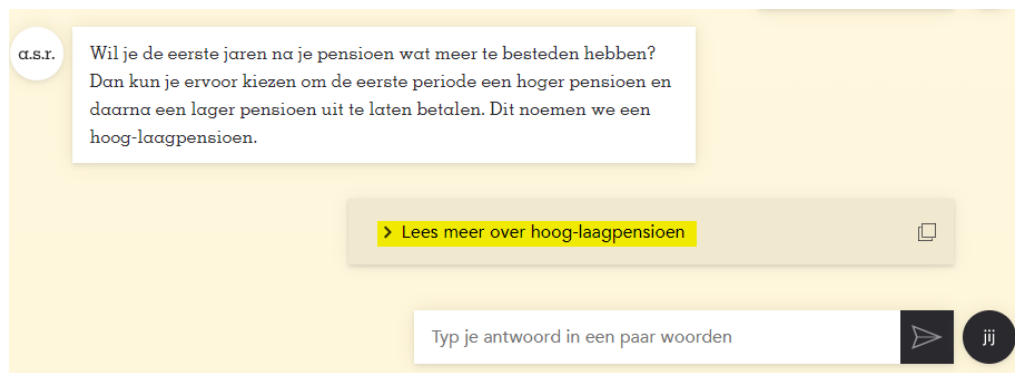 a.s.r.
Wil je de eerste jaren na je pensioen wat meer te besteden hebben?
Dan kun je ervoor kiezen om de eerste periode een hoger pensioen en
daarna een lager pensioen uit te laten betalen. Dit noemen we een
hoog-laagpensioen.
Lees meer over hoog-laagpensioen
Typ je antwoord in een paar woorden
jij